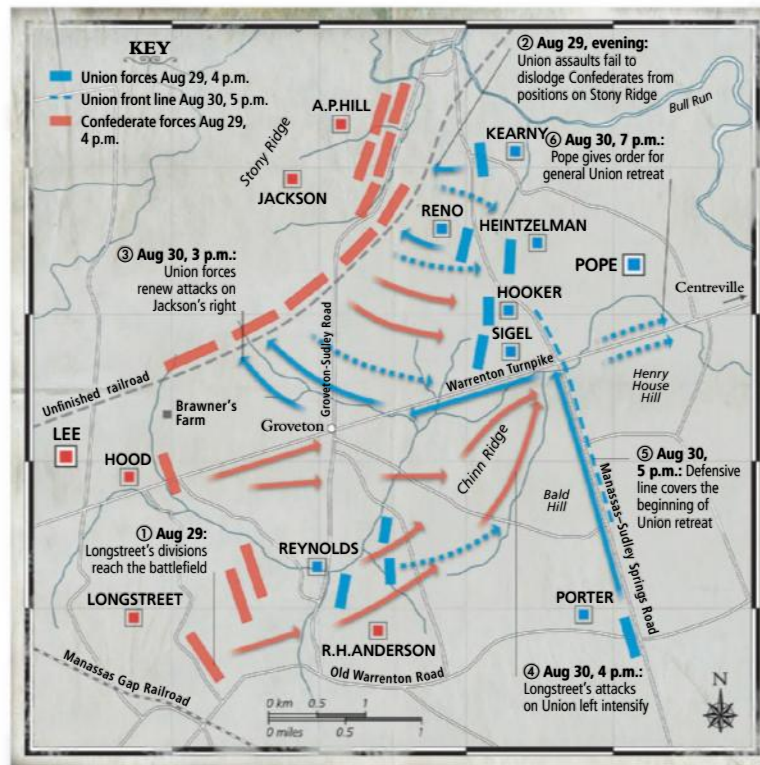 KEY
Union forces Aug 29, 4 p.m.
Union front line Aug 30, 5 p.m.
Confederate forces Aug 29,
4 p.m.
② Aug 29, evening:
Union assaults fail to
dislodge Confederates from
positions on Stony Ridge
Bull Run
A.P.HILL
Stony Ridge
JACKSON
KEARNY
⑥ Aug 30, 7 p.m.:
Pope gives order for
general Union retreat
RENO
HEINTZELMAN
POPE
③ Aug 30, 3 p.m.:
Union forces
renew attacks on
Jackson's right
HOOKER
Centreville
SIGEL
Groveton-Sudley Road
Warrenton Turnpike
Unfinished railroad
Henry
House
Hill
Brawner's
Farm
Groveton
LEE
HOOD
Chinn Ridge
⑤ Aug 30,
5 p.m.: Defensive
line covers the
beginning of
Union retreat
Bald
Hill
Manassas–Sudley Springs Road
① Aug 29:
Longstreet's divisions
reach the battlefield
REYNOLDS
LONGSTREET
PORTER
R.H.ANDERSON
Old Warrenton Road
Manassas Gap Railroad
④ Aug 30, 4 p.m.:
Longstreet's attacks
on Union left intensify
N
0 km 0.5 1
0 miles 0.5 1